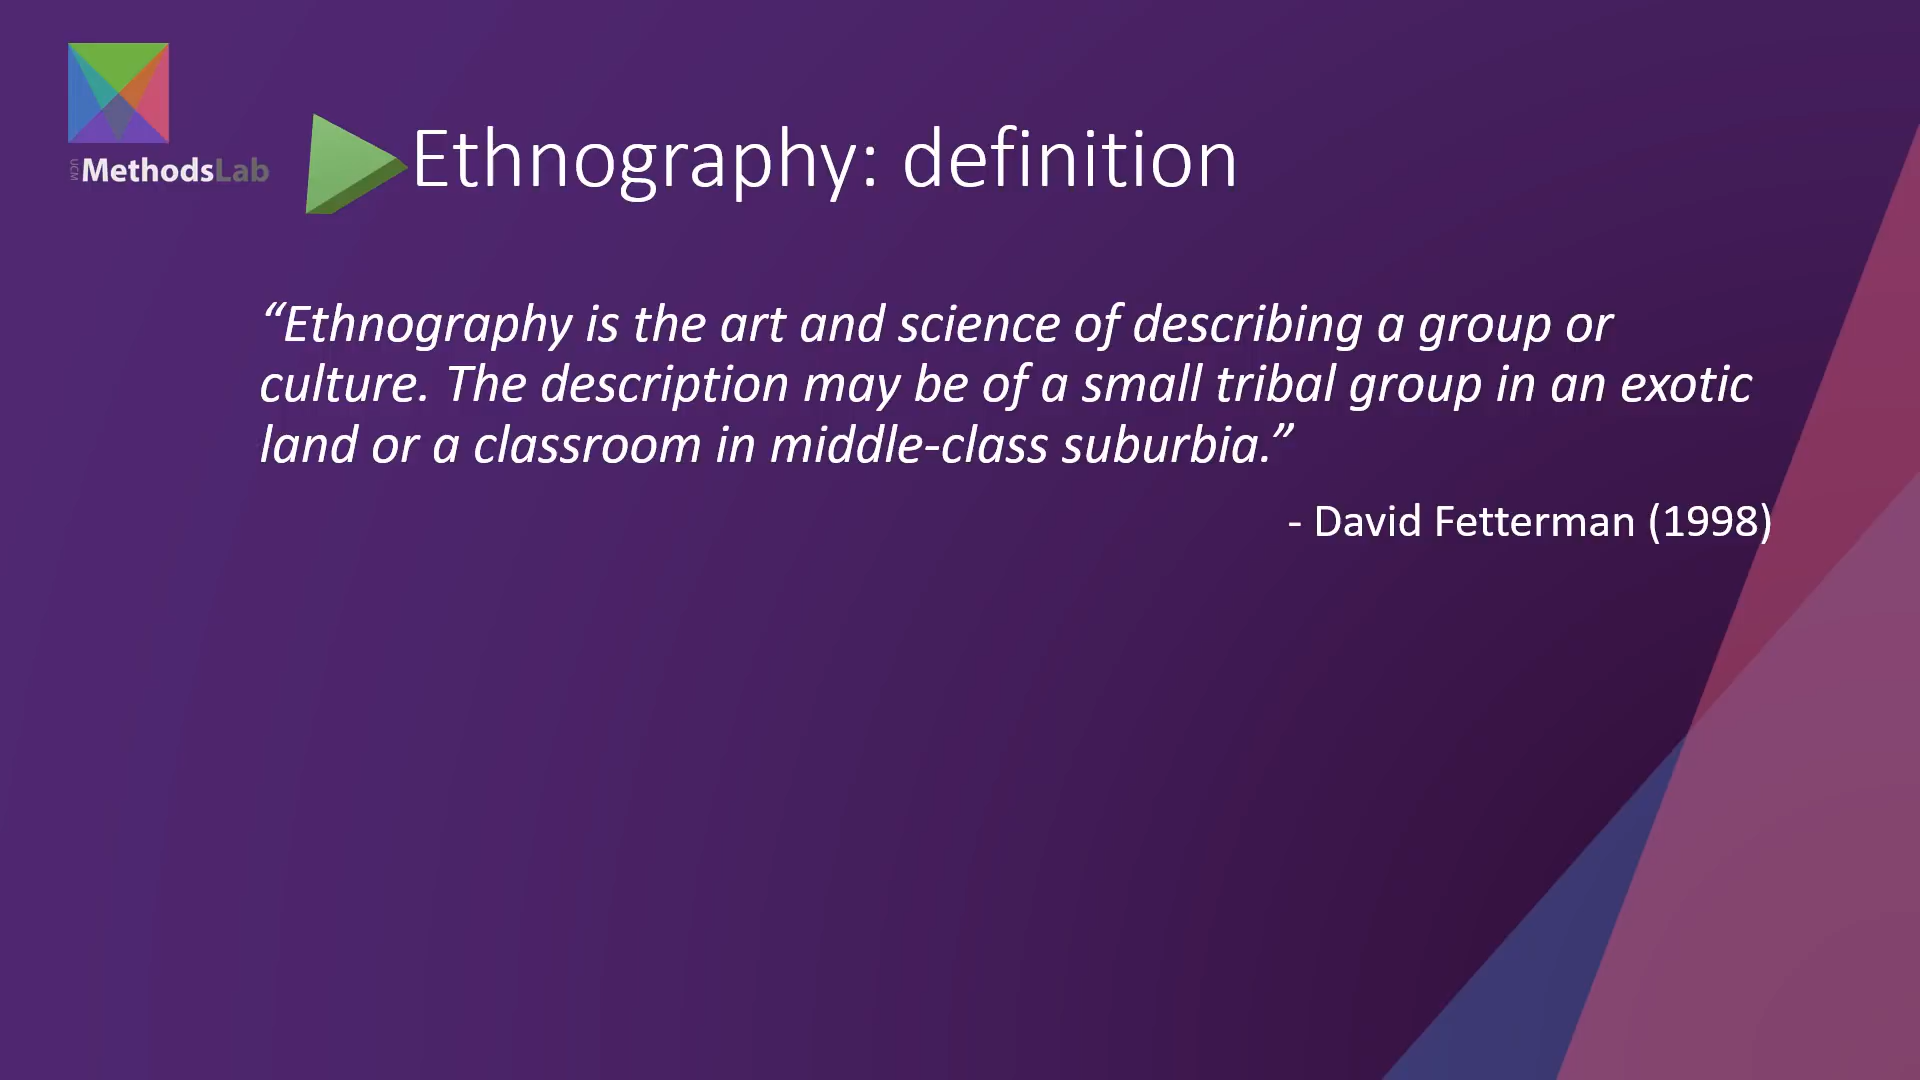 UCM MethodsLab
Ethnography: definition
“Ethnography is the art and science of describing a group or
culture. The description may be of a small tribal group in an exotic
land or a classroom in middle-class suburbia.”
- David Fetterman (1998)